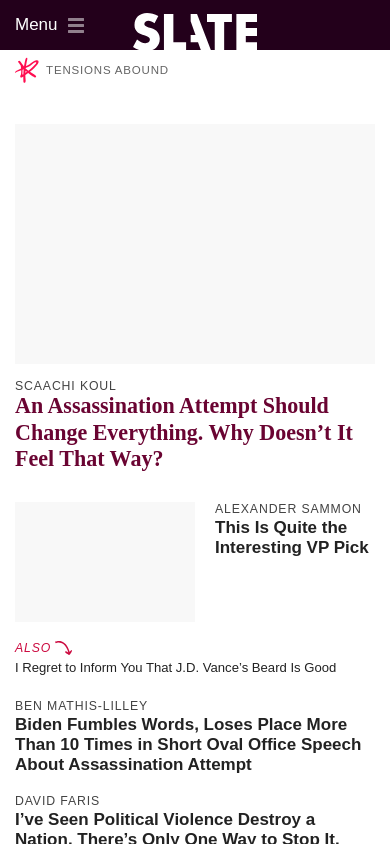 Menu
SLATE
TENSIONS ABOUND
SCAACHI KOUL
An Assassination Attempt Should
Change Everything. Why Doesn’t It
Feel That Way?
ALEXANDER SAMMON
This Is Quite the
Interesting VP Pick
ALSO
I Regret to Inform You That J.D. Vance’s Beard Is Good
BEN MATHIS-LILLEY
Biden Fumbles Words, Loses Place More
Than 10 Times in Short Oval Office Speech
About Assassination Attempt
DAVID FARIS
I’ve Seen Political Violence Destroy a
Nation. There’s Only One Way to Stop It.